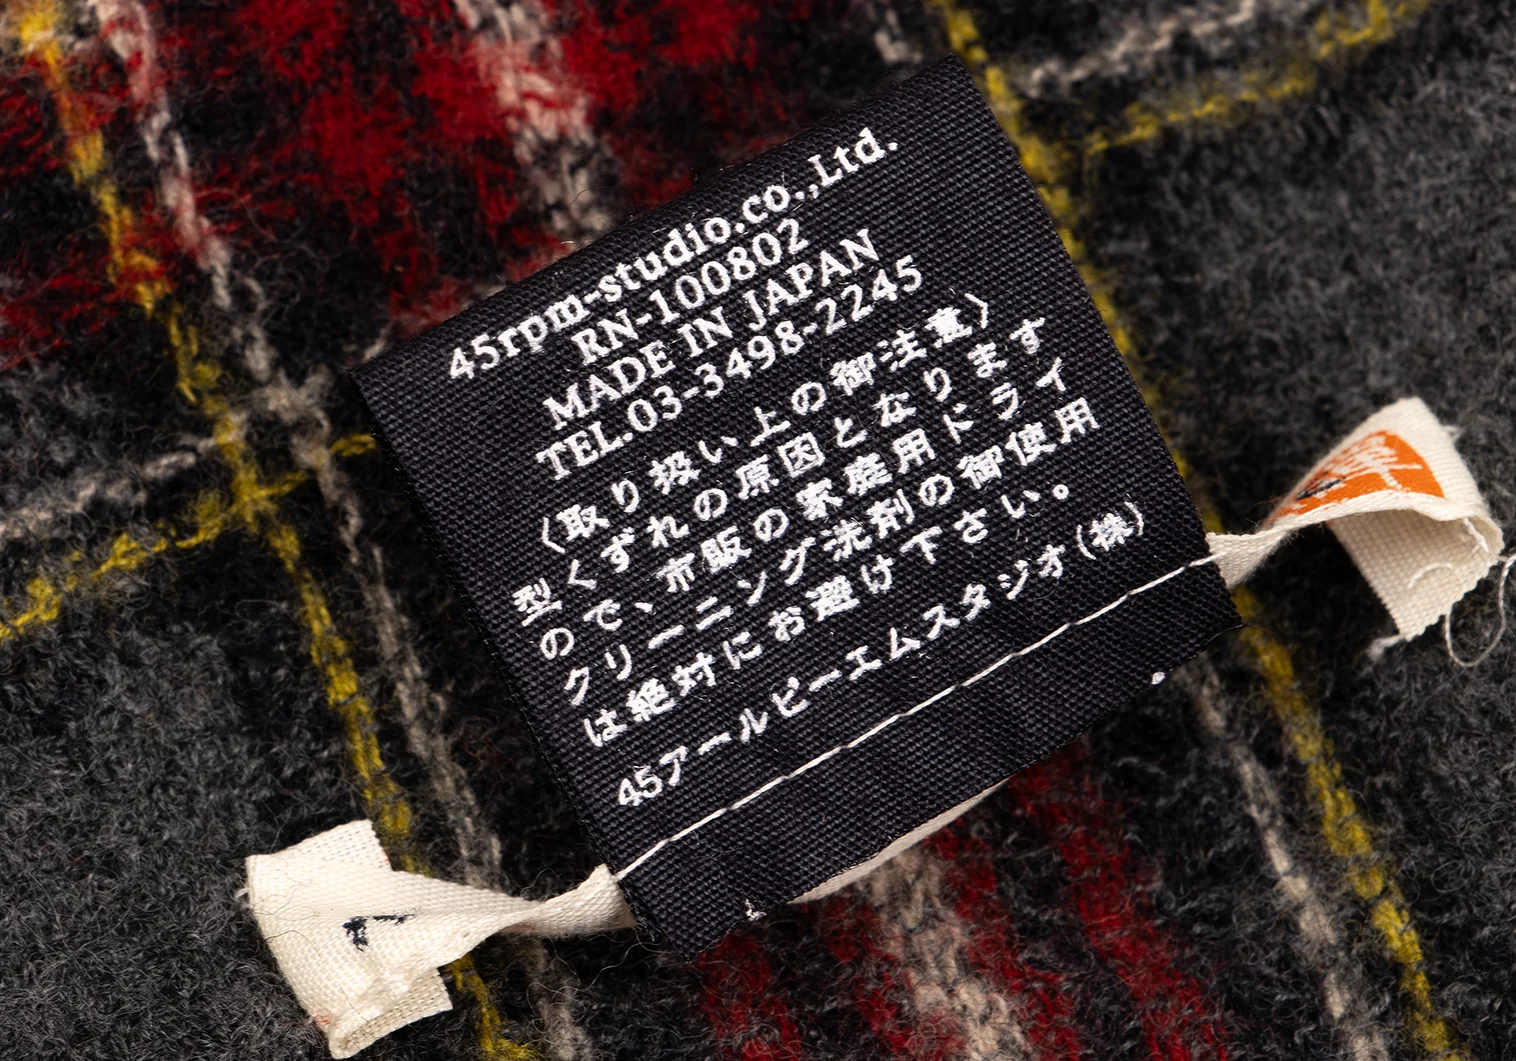 45rpm-studio.co.,Ltd.
RN-100802
MADE IN JAPAN
TEL.03-3498-2245
〈取り扱い上の御注意〉
型くずれの原因となります
ので、市販の家庭用ドライ
クリーニング洗剤の御使用
は絶対にお避け下さい。
45アールピーエムスタジオ(株)